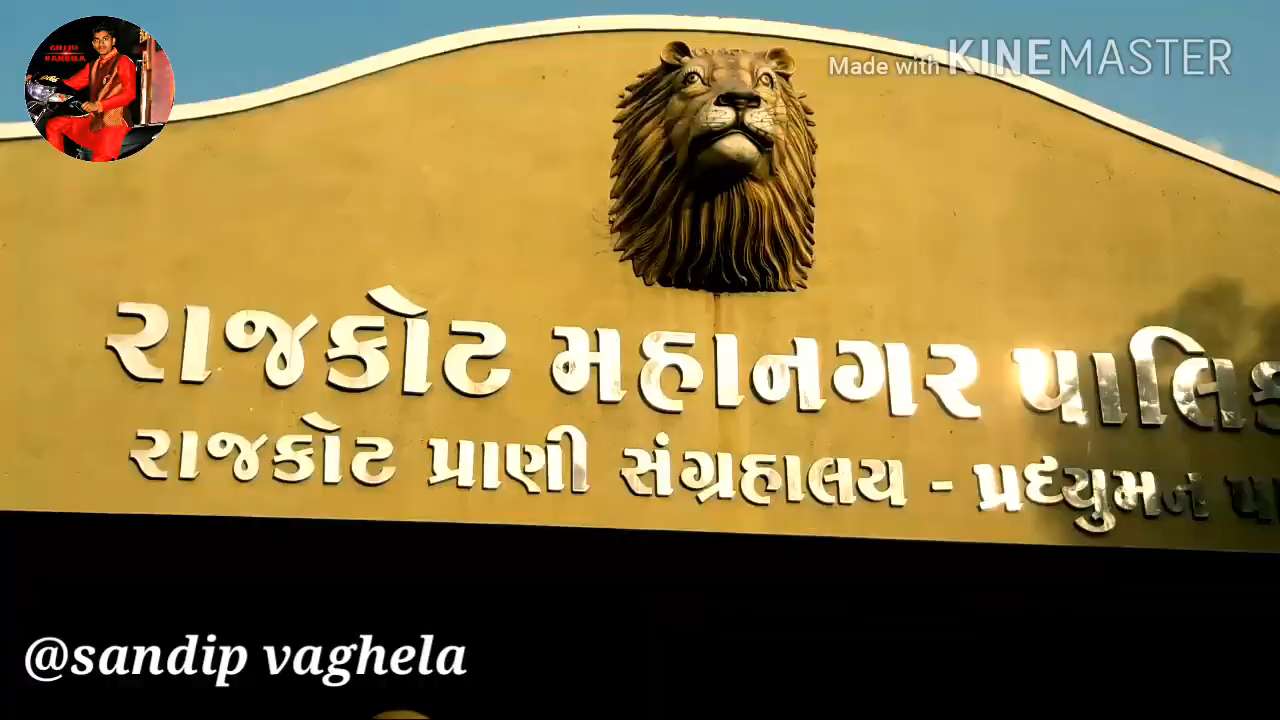 Made with KINEMASTER
રાજકોટ મહાનગર પાલિક
રાજકોટ પ્રાણી સંગ્રહાલય - પ્રદ્યુમન પા
@sandip vaghela